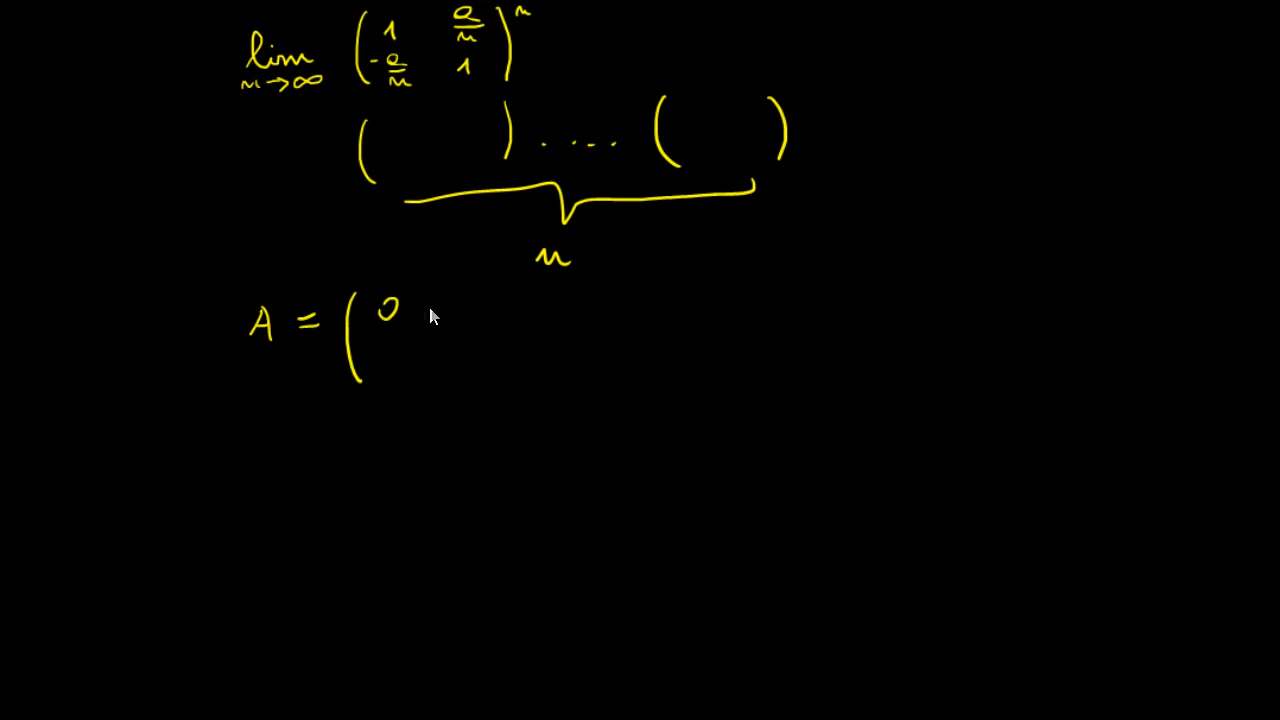 lim n→∞ ( 1 a/n -a/n 1 )^n
( ) .... ( )
n
A = ( 0